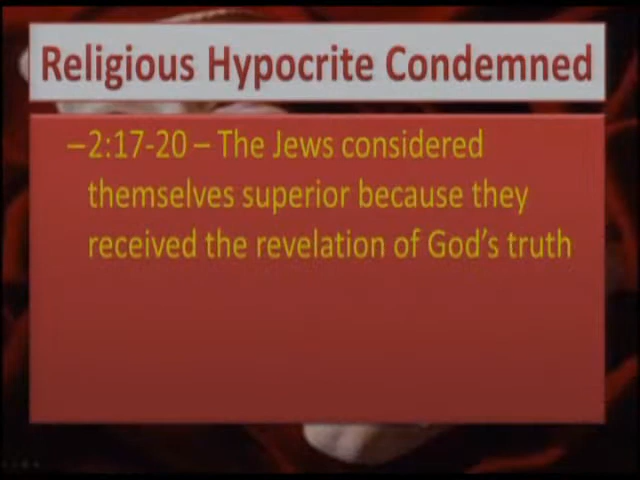 Religious Hypocrite Condemned
–2:17-20 – The Jews considered
themselves superior because they
received the revelation of God's truth